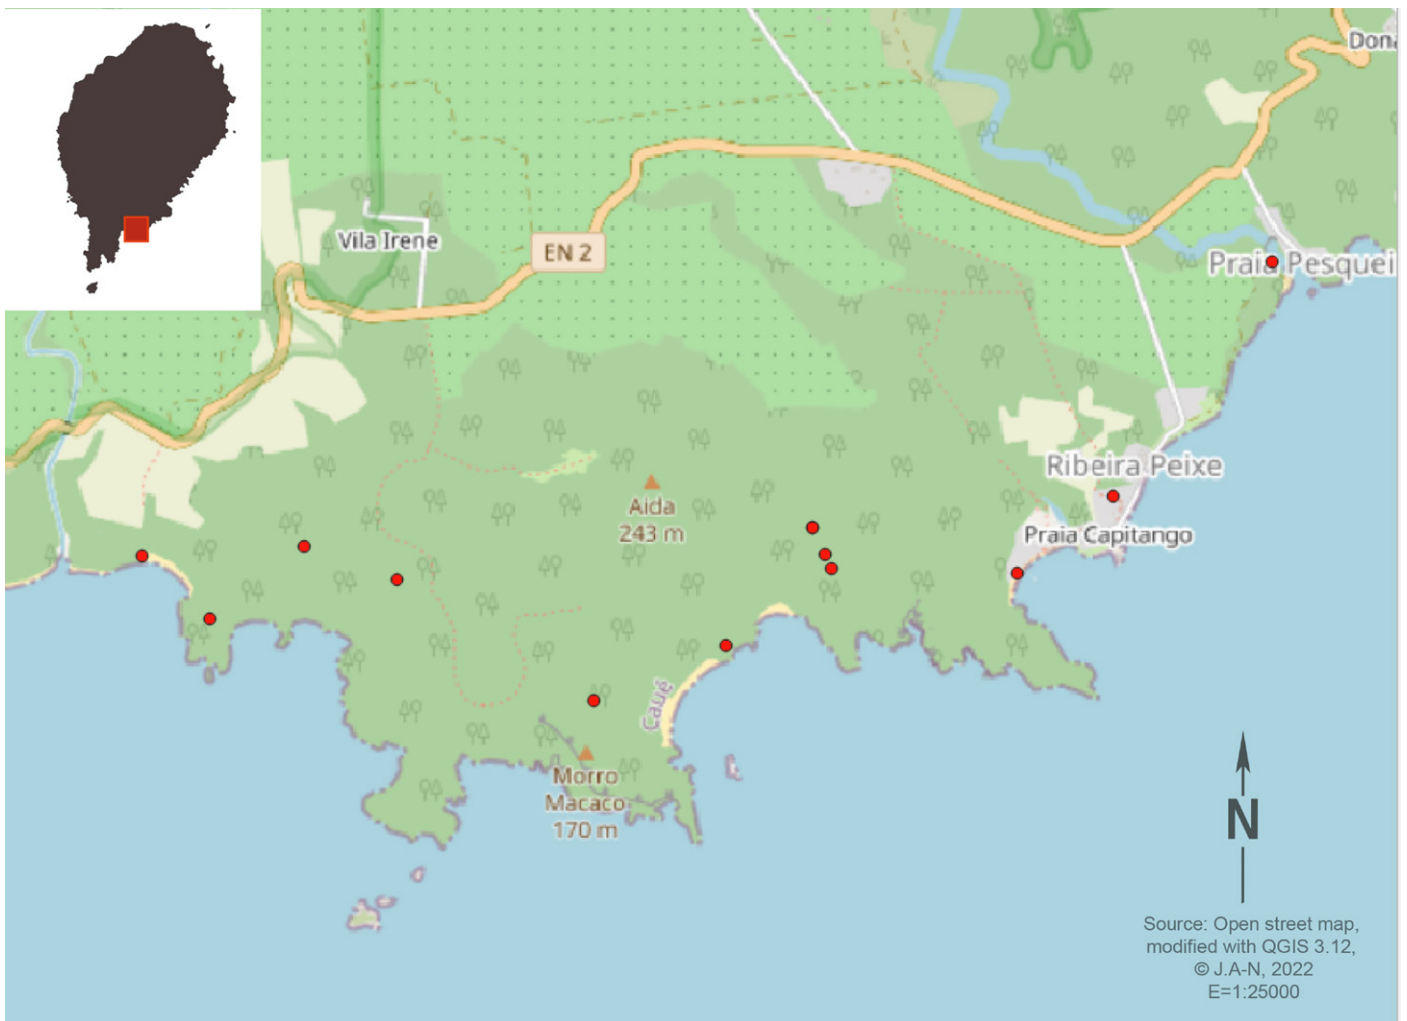 Dona
Vila Irene
EN 2
Praia Pesquei
Ribeira Peixe
Aida
243 m
Praia Capitango
Caué
Morro
Macaco
170 m
N
Source: Open street map,
modified with QGIS 3.12,
© J.A-N, 2022
E=1:25000